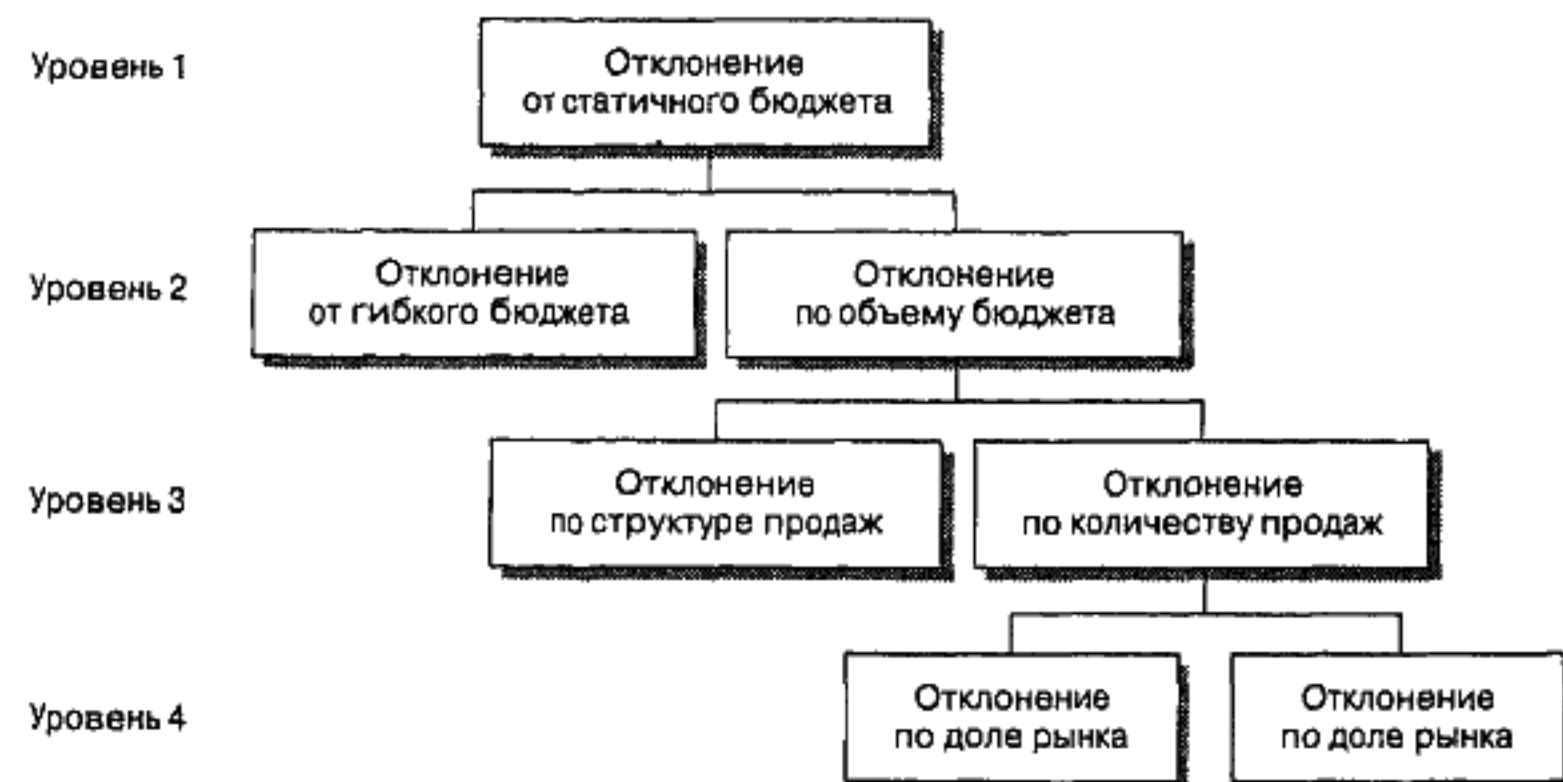 Уровень 1
Отклонение
от статичного бюджета
Уровень 2
Отклонение
от гибкого бюджета
Отклонение
по объему бюджета
Уровень 3
Отклонение
по структуре продаж
Отклонение
по количеству продаж
Уровень 4
Отклонение
по доле рынка
Отклонение
по доле рынка